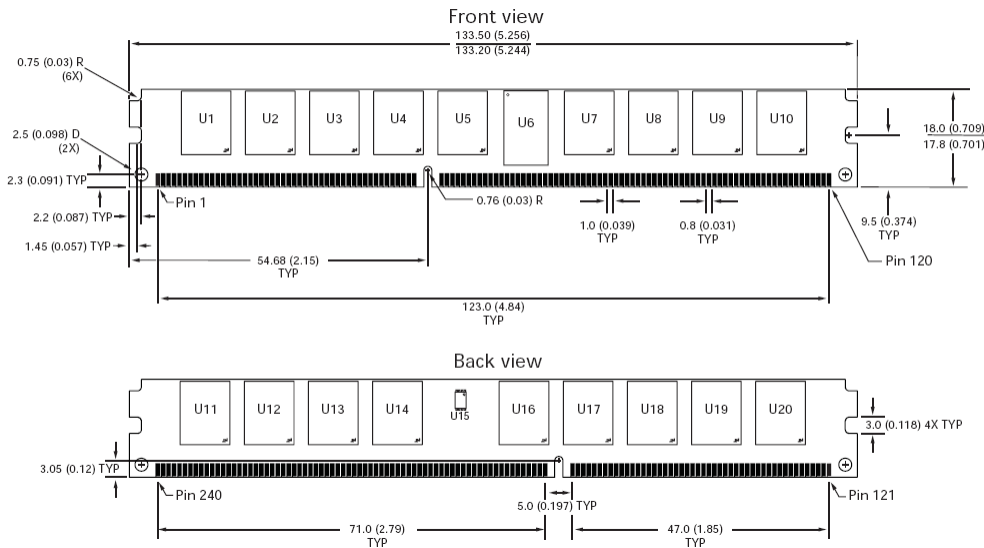 Front view
133.50 (5.256)
133.20 (5.244)
0.75 (0.03) R
(6X)
U1 U2 U3 U4 U5 U6 U7 U8 U9 U10
2.5 (0.098) D
(2X)
18.0 (0.709)
17.8 (0.701)
2.3 (0.091) TYP
Pin 1
0.76 (0.03) R
2.2 (0.087) TYP
1.0 (0.039)
TYP
0.8 (0.031)
TYP
9.5 (0.374)
TYP
1.45 (0.057) TYP
54.68 (2.15)
TYP
Pin 120
123.0 (4.84)
TYP
Back view
U11 U12 U13 U14 U15 U16 U17 U18 U19 U20
3.0 (0.118) 4X TYP
3.05 (0.12) TYP
Pin 240
Pin 121
5.0 (0.197) TYP
71.0 (2.79)
TYP
47.0 (1.85)
TYP